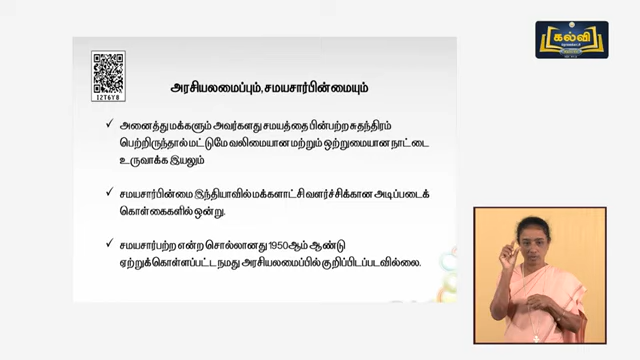 கல்வி
I2T6Y8
அரசியலமைப்பும், சமயசார்பின்மையும்
✓ அனைத்து மக்களும் அவர்களது சமயத்தை பின்பற்ற சுதந்திரம்
பெற்றிருந்தால் மட்டுமே வலிமையான மற்றும் ஒற்றுமையான நாட்டை
உருவாக்க இயலும்
✓ சமயசார்பின்மை இந்தியாவில் மக்களாட்சி வளர்ச்சிக்கான அடிப்படைக்
கொள்கைகளில் ஒன்று.
✓ சமயசார்பற்ற என்ற சொல்லானது 1950ஆம் ஆண்டு
ஏற்றுக்கொள்ளப்பட்ட நமது அரசியலமைப்பில் குறிப்பிடப்படவில்லை.